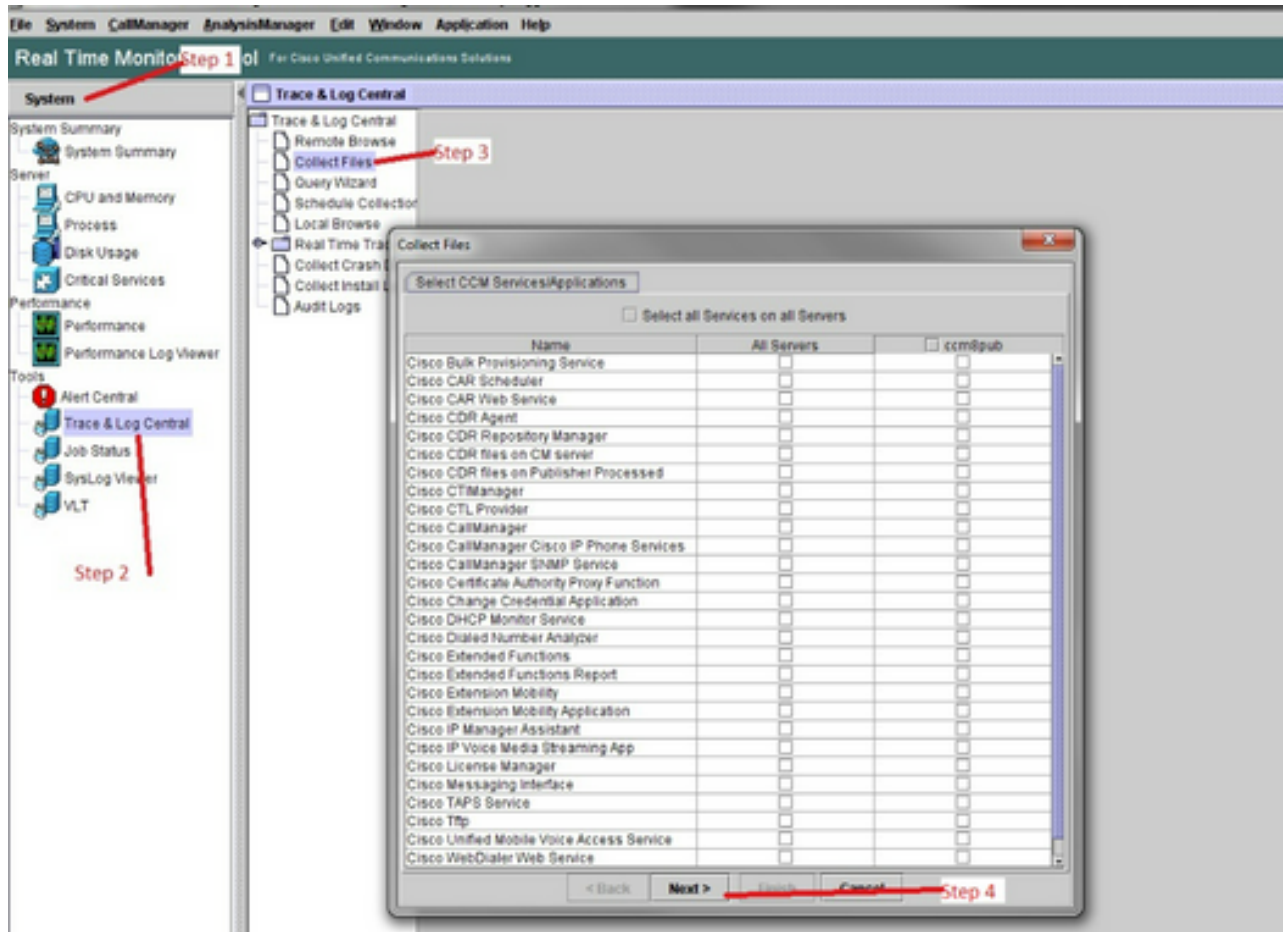 File System CallManager AnalysisManager Edit Window Application Help
Real Time Monito
Step 1
ol For Cisco Unified Communications Solutions
System
Trace & Log Central
System Summary
System Summary
Server
CPU and Memory
Process
Disk Usage
Critical Services
Performance
Performance
Performance Log Viewer
Tools
Alert Central
Trace & Log Central
Job Status
SysLog Viewer
VLT
Step 2
Trace & Log Central
Remote Browse
Collect Files
Step 3
Query Wizard
Schedule Collection
Local Browse
Real Time Trac
Collect Crash
Collect Install
Audit Logs
Collect Files
Select CCM Services/Applications
Select all Services on all Servers
Name All Servers ccm8pub
Cisco Bulk Provisioning Service
Cisco CAR Scheduler
Cisco CAR Web Service
Cisco CDR Agent
Cisco CDR Repository Manager
Cisco CDR files on CM server
Cisco CDR files on Publisher Processed
Cisco CTIManager
Cisco CTL Provider
Cisco CallManager
Cisco CallManager Cisco IP Phone Services
Cisco CallManager SNMP Service
Cisco Certificate Authority Proxy Function
Cisco Change Credential Application
Cisco DHCP Monitor Service
Cisco Dialed Number Analyzer
Cisco Extended Functions
Cisco Extended Functions Report
Cisco Extension Mobility
Cisco Extension Mobility Application
Cisco IP Manager Assistant
Cisco IP Voice Media Streaming App
Cisco License Manager
Cisco Messaging Interface
Cisco TAPS Service
Cisco Tftp
Cisco Unified Mobile Voice Access Service
Cisco WebDialer Web Service
< Back Next > Finish Cancel
Step 4